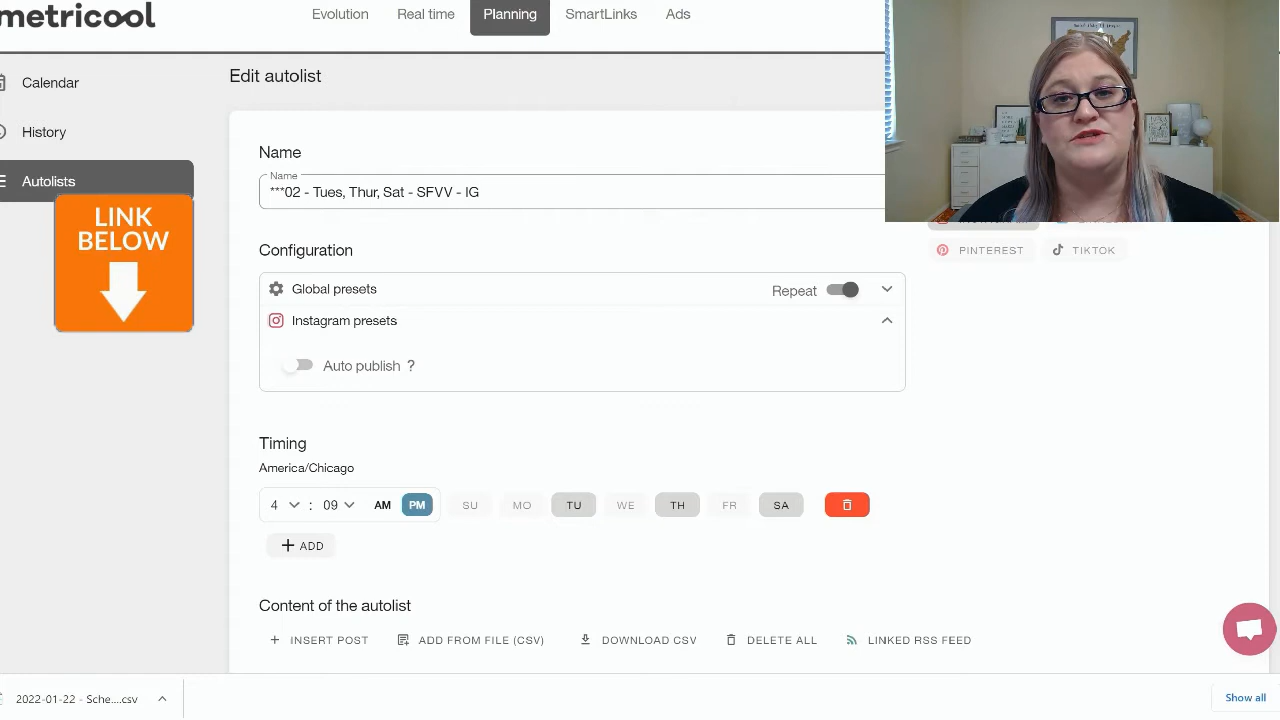 metricool
Evolution
Real time
Planning
SmartLinks
Ads
Calendar
History
Autolists
LINK
BELOW
Edit autolist
Name
Name
***02 - Tues, Thur, Sat - SFVV - IG
PINTEREST
TIKTOK
Configuration
Global presets
Repeat
Instagram presets
Auto publish ?
Timing
America/Chicago
4 : 09 AM PM SU MO TU WE TH FR SA
+ ADD
Content of the autolist
+ INSERT POST
ADD FROM FILE (CSV)
DOWNLOAD CSV
DELETE ALL
LINKED RSS FEED
2022-01-22 - Sche....csv
Show all